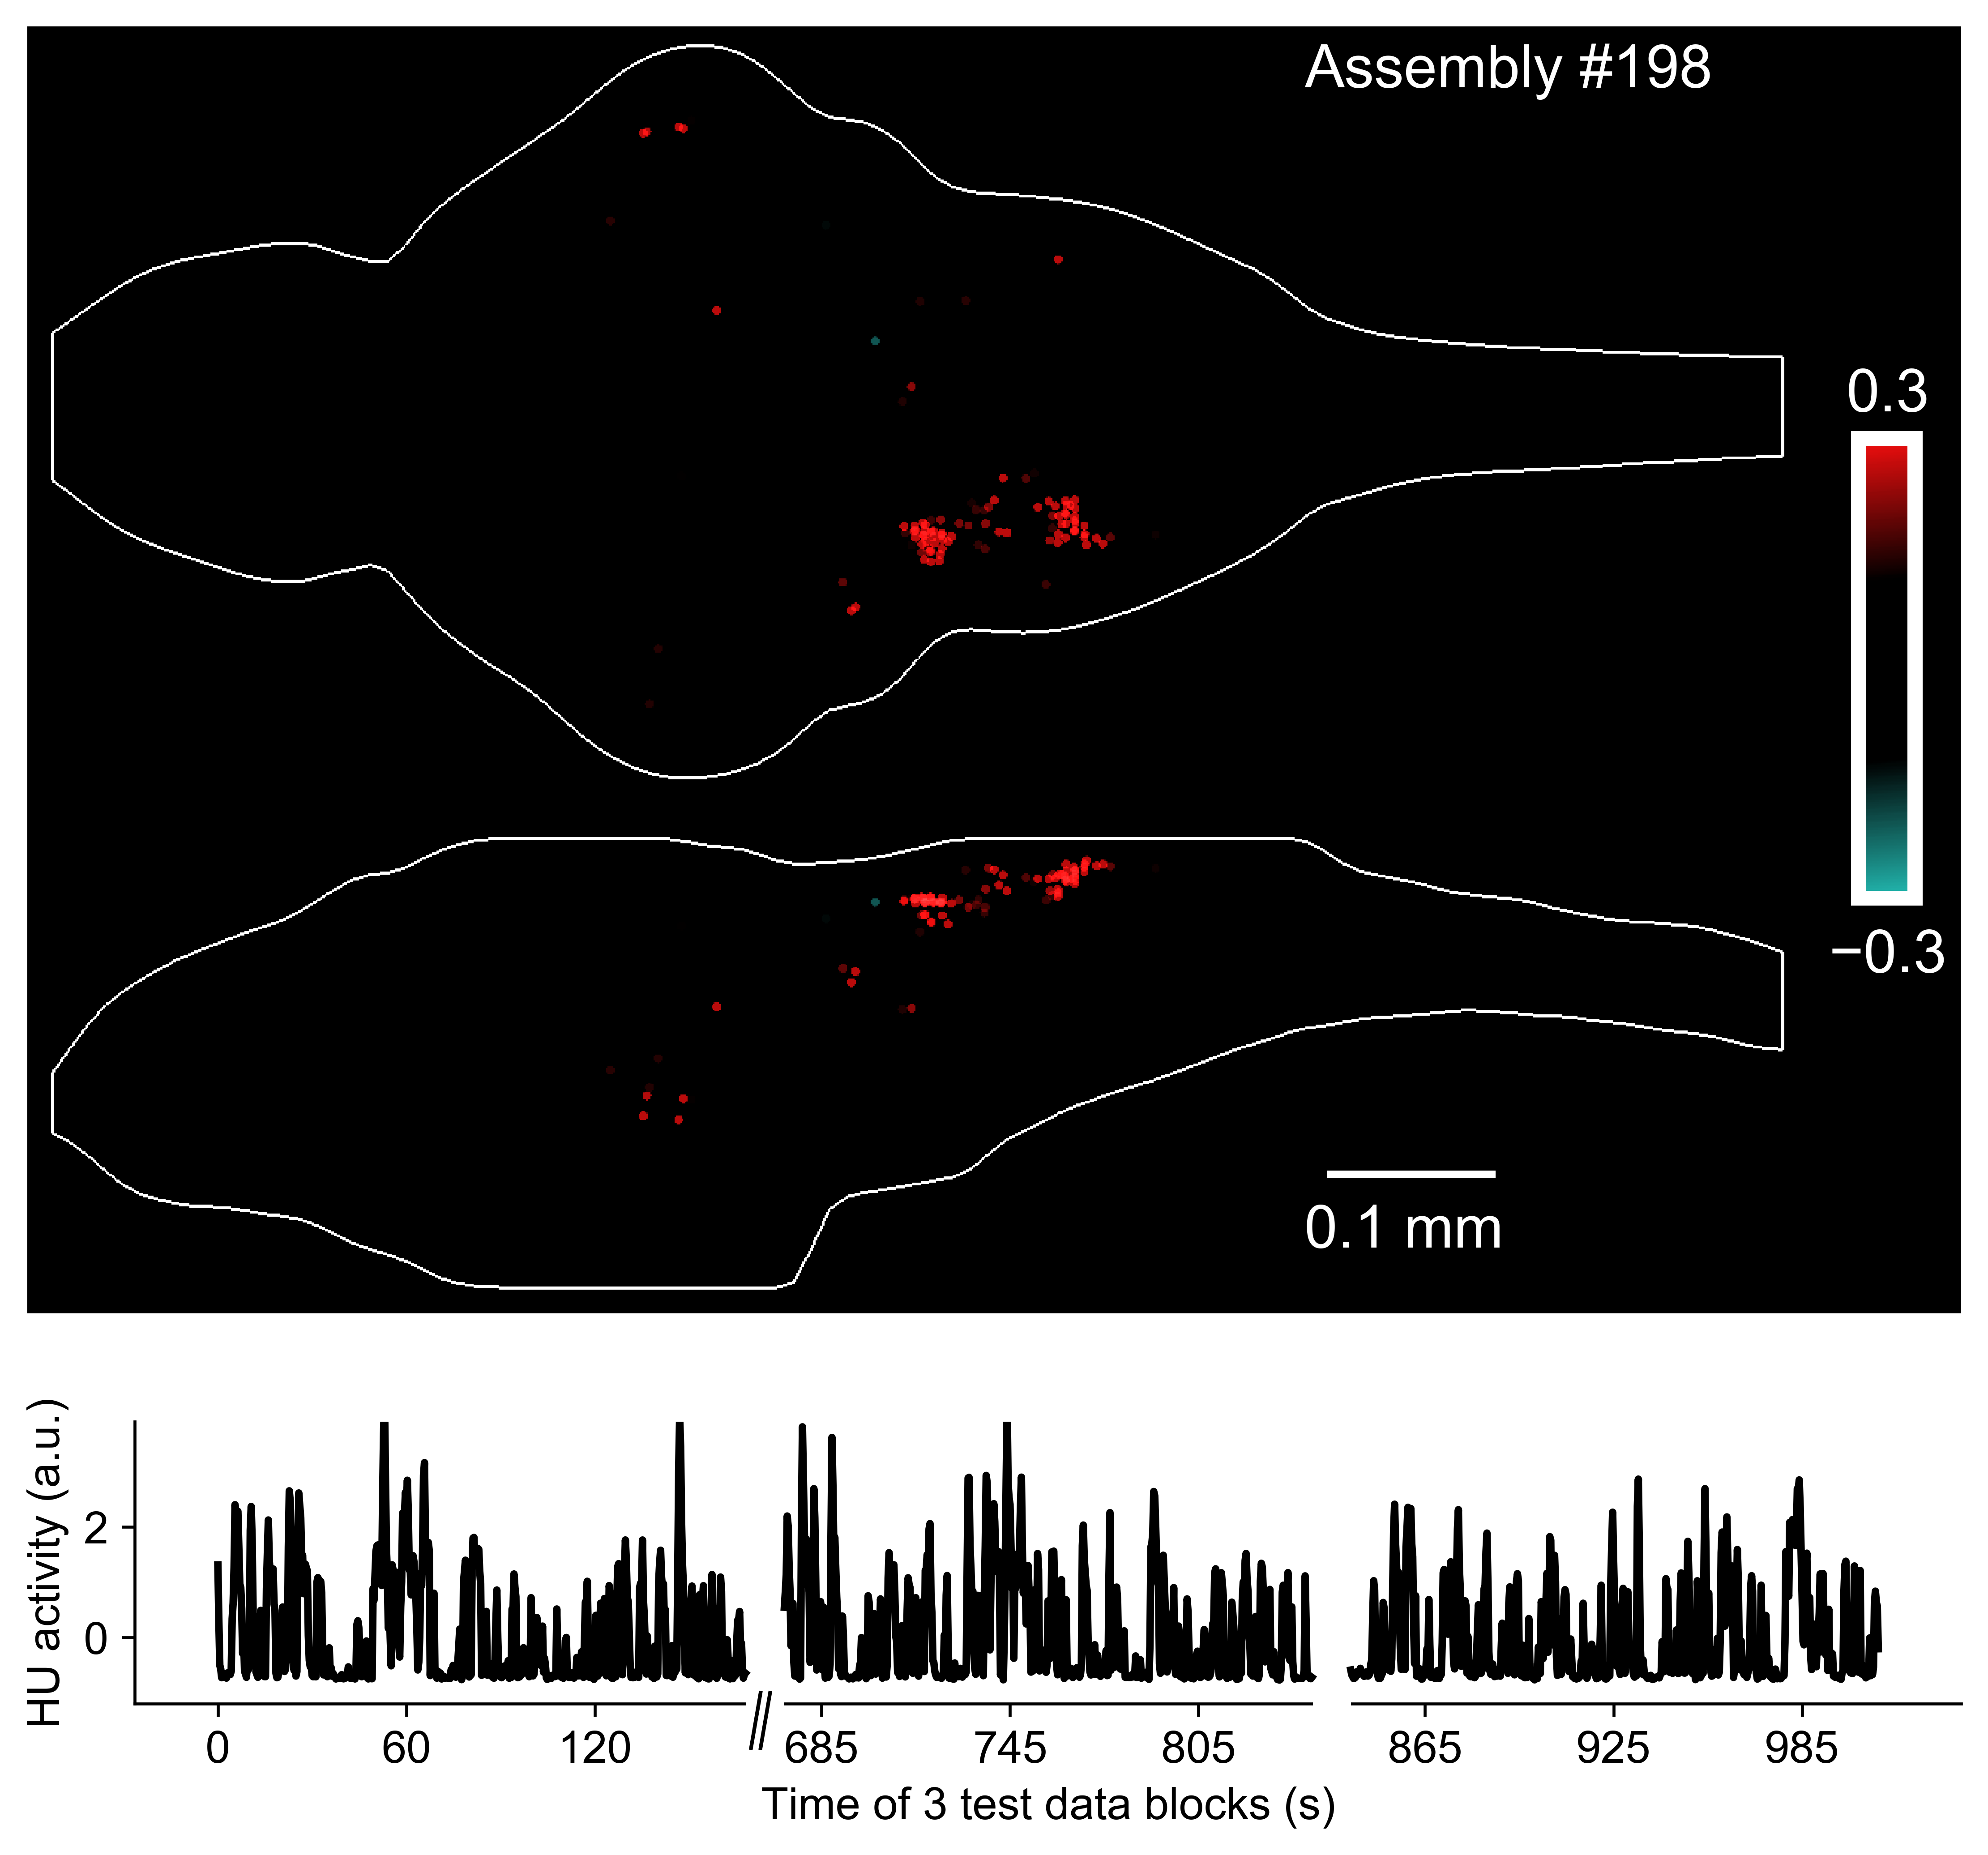 Assembly #198
0.3
−0.3
0.1 mm
HU activity (a.u.)
2
0
0 60 120 685 745 805 865 925 985
Time of 3 test data blocks (s)